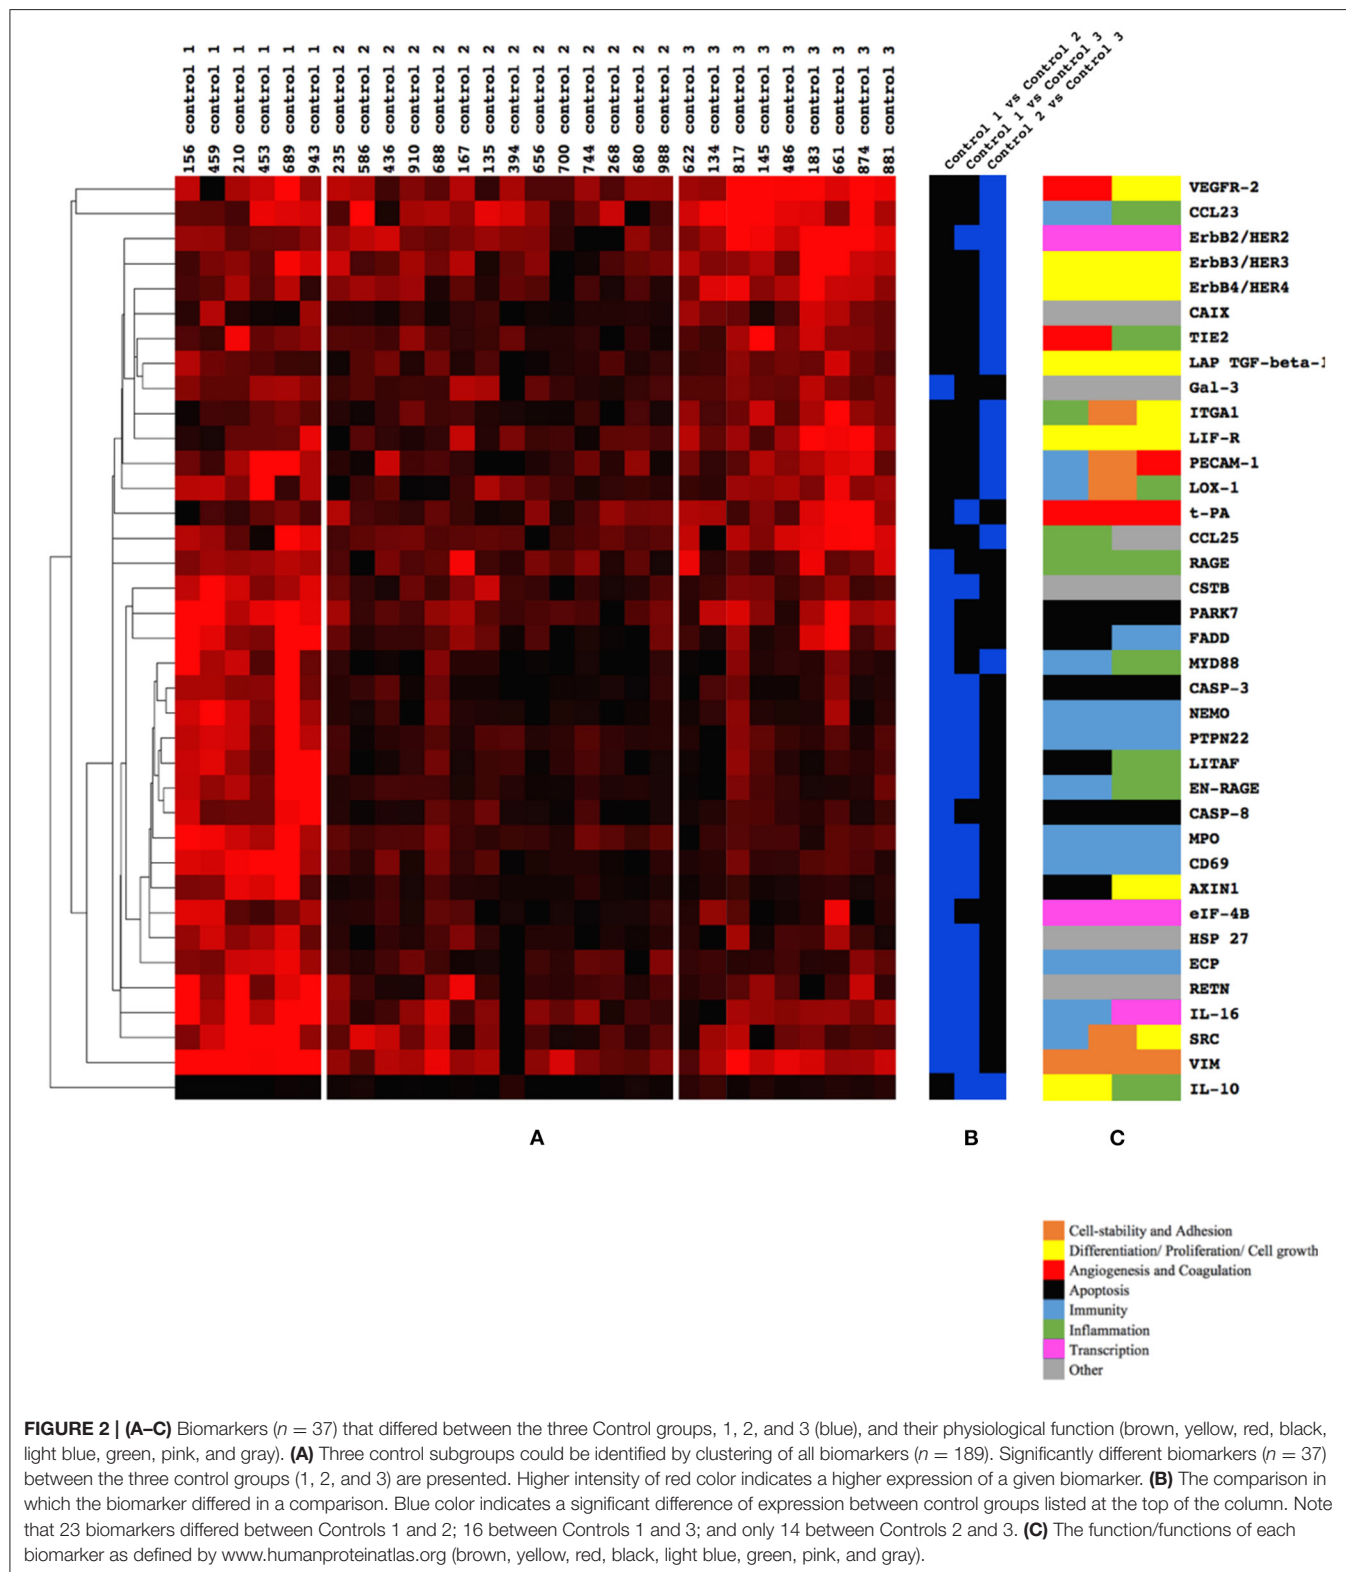 156 control 1
459 control 1
210 control 1
453 control 1
689 control 1
943 control 1
235 control 2
586 control 2
436 control 2
910 control 2
688 control 2
167 control 2
135 control 2
394 control 2
656 control 2
700 control 2
744 control 2
268 control 2
680 control 2
988 control 2
622 control 3
134 control 3
817 control 3
145 control 3
486 control 3
183 control 3
661 control 3
874 control 3
881 control 3
Control 1 vs Control 2
Control 1 vs Control 3
Control 2 vs Control 3
VEGFR-2
CCL23
ErbB2/HER2
ErbB3/HER3
ErbB4/HER4
CAIX
TIE2
LAP TGF-beta-1
Gal-3
ITGA1
LIF-R
PECAM-1
LOX-1
t-PA
CCL25
RAGE
CSTB
PARK7
FADD
MYD88
CASP-3
NEMO
PTPN22
LITAF
EN-RAGE
CASP-8
MPO
CD69
AXIN1
eIF-4B
HSP 27
ECP
RETN
IL-16
SRC
VIM
IL-10
A B C
Cell-stability and Adhesion
Differentiation/ Proliferation/ Cell growth
Angiogenesis and Coagulation
Apoptosis
Immunity
Inflammation
Transcription
Other
FIGURE 2 | (A–C) Biomarkers (n = 37) that differed between the three Control groups, 1, 2, and 3 (blue), and their physiological function (brown, yellow, red, black,
light blue, green, pink, and gray). (A) Three control subgroups could be identified by clustering of all biomarkers (n = 189). Significantly different biomarkers (n = 37)
between the three control groups (1, 2, and 3) are presented. Higher intensity of red color indicates a higher expression of a given biomarker. (B) The comparison in
which the biomarker differed in a comparison. Blue color indicates a significant difference of expression between control groups listed at the top of the column. Note
that 23 biomarkers differed between Controls 1 and 2; 16 between Controls 1 and 3; and only 14 between Controls 2 and 3. (C) The function/functions of each
biomarker as defined by www.humanproteinatlas.org (brown, yellow, red, black, light blue, green, pink, and gray).